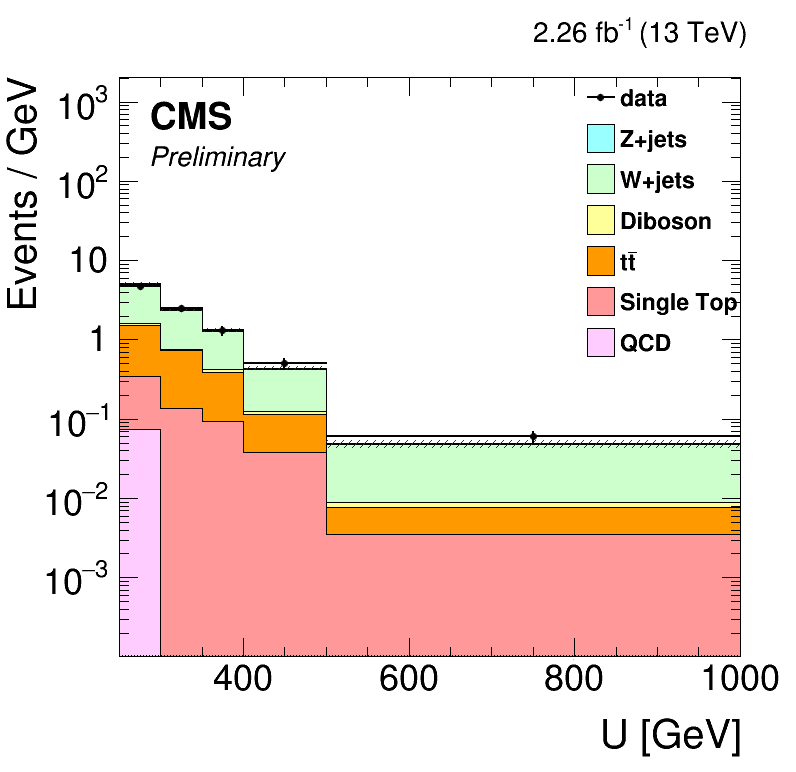 2.26 fb⁻¹ (13 TeV)
Events / GeV
10³
10²
10
1
10⁻¹
10⁻²
10⁻³
CMS
Preliminary
data
Z+jets
W+jets
Diboson
tt̄
Single Top
QCD
400 600 800 1000
U [GeV]